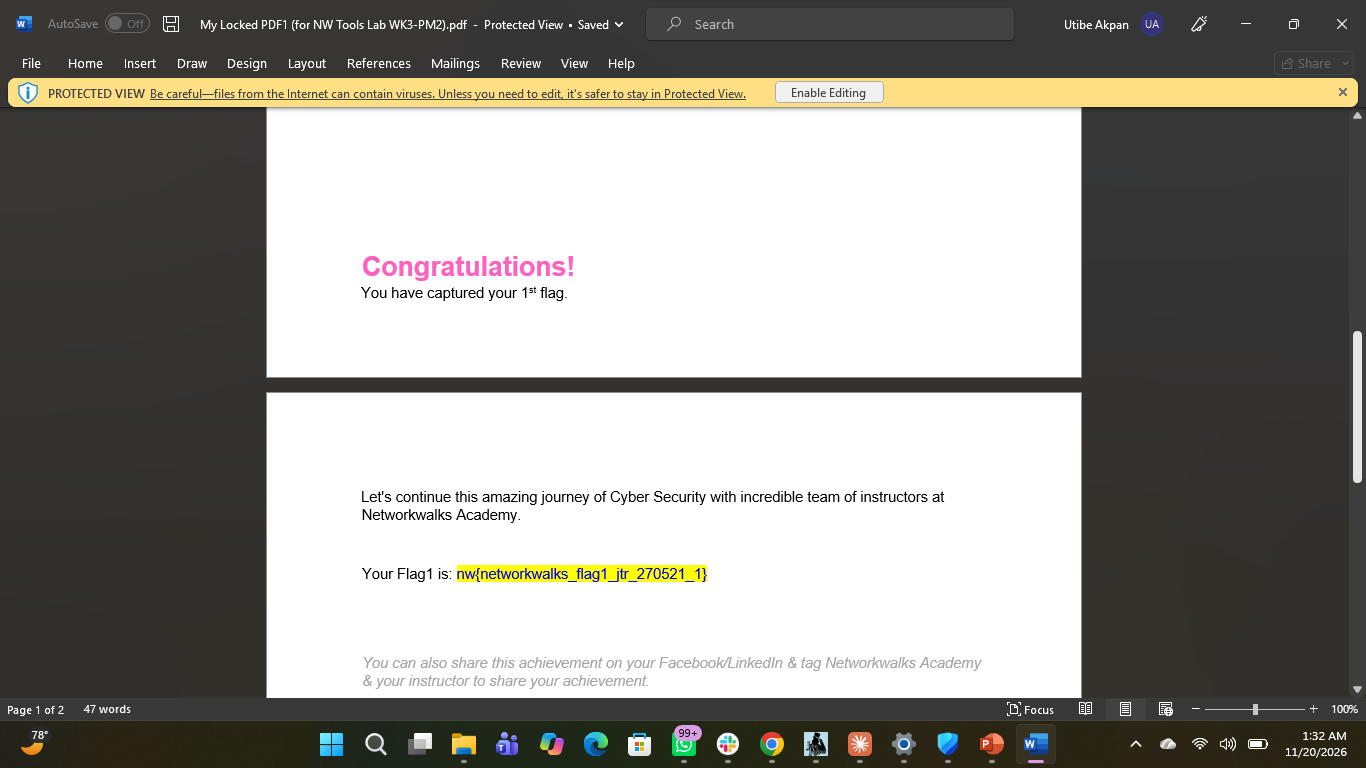 AutoSave Off My Locked PDF1 (for NW Tools Lab WK3-PM2).pdf - Protected View • Saved Search Utibe Akpan UA
File Home Insert Draw Design Layout References Mailings Review View Help Share
PROTECTED VIEW Be careful—files from the Internet can contain viruses. Unless you need to edit, it's safer to stay in Protected View. Enable Editing
Congratulations!
You have captured your 1st flag.
Let's continue this amazing journey of Cyber Security with incredible team of instructors at
Networkwalks Academy.
Your Flag1 is: nw{networkwalks_flag1_jtr_270521_1}
You can also share this achievement on your Facebook/LinkedIn & tag Networkwalks Academy
& your instructor to share your achievement.
Page 1 of 2 47 words Focus 100%
78° 99+ 1:32 AM
11/20/2026